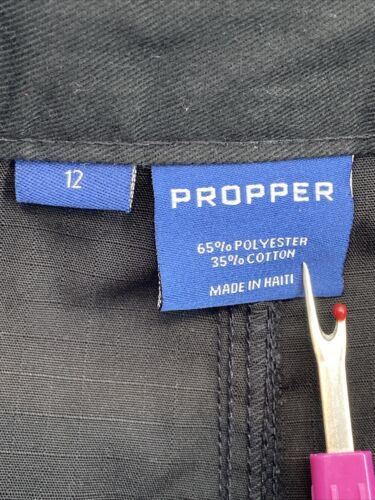 12
PROPPER
65% POLYESTER
35% COTTON
MADE IN HAITI